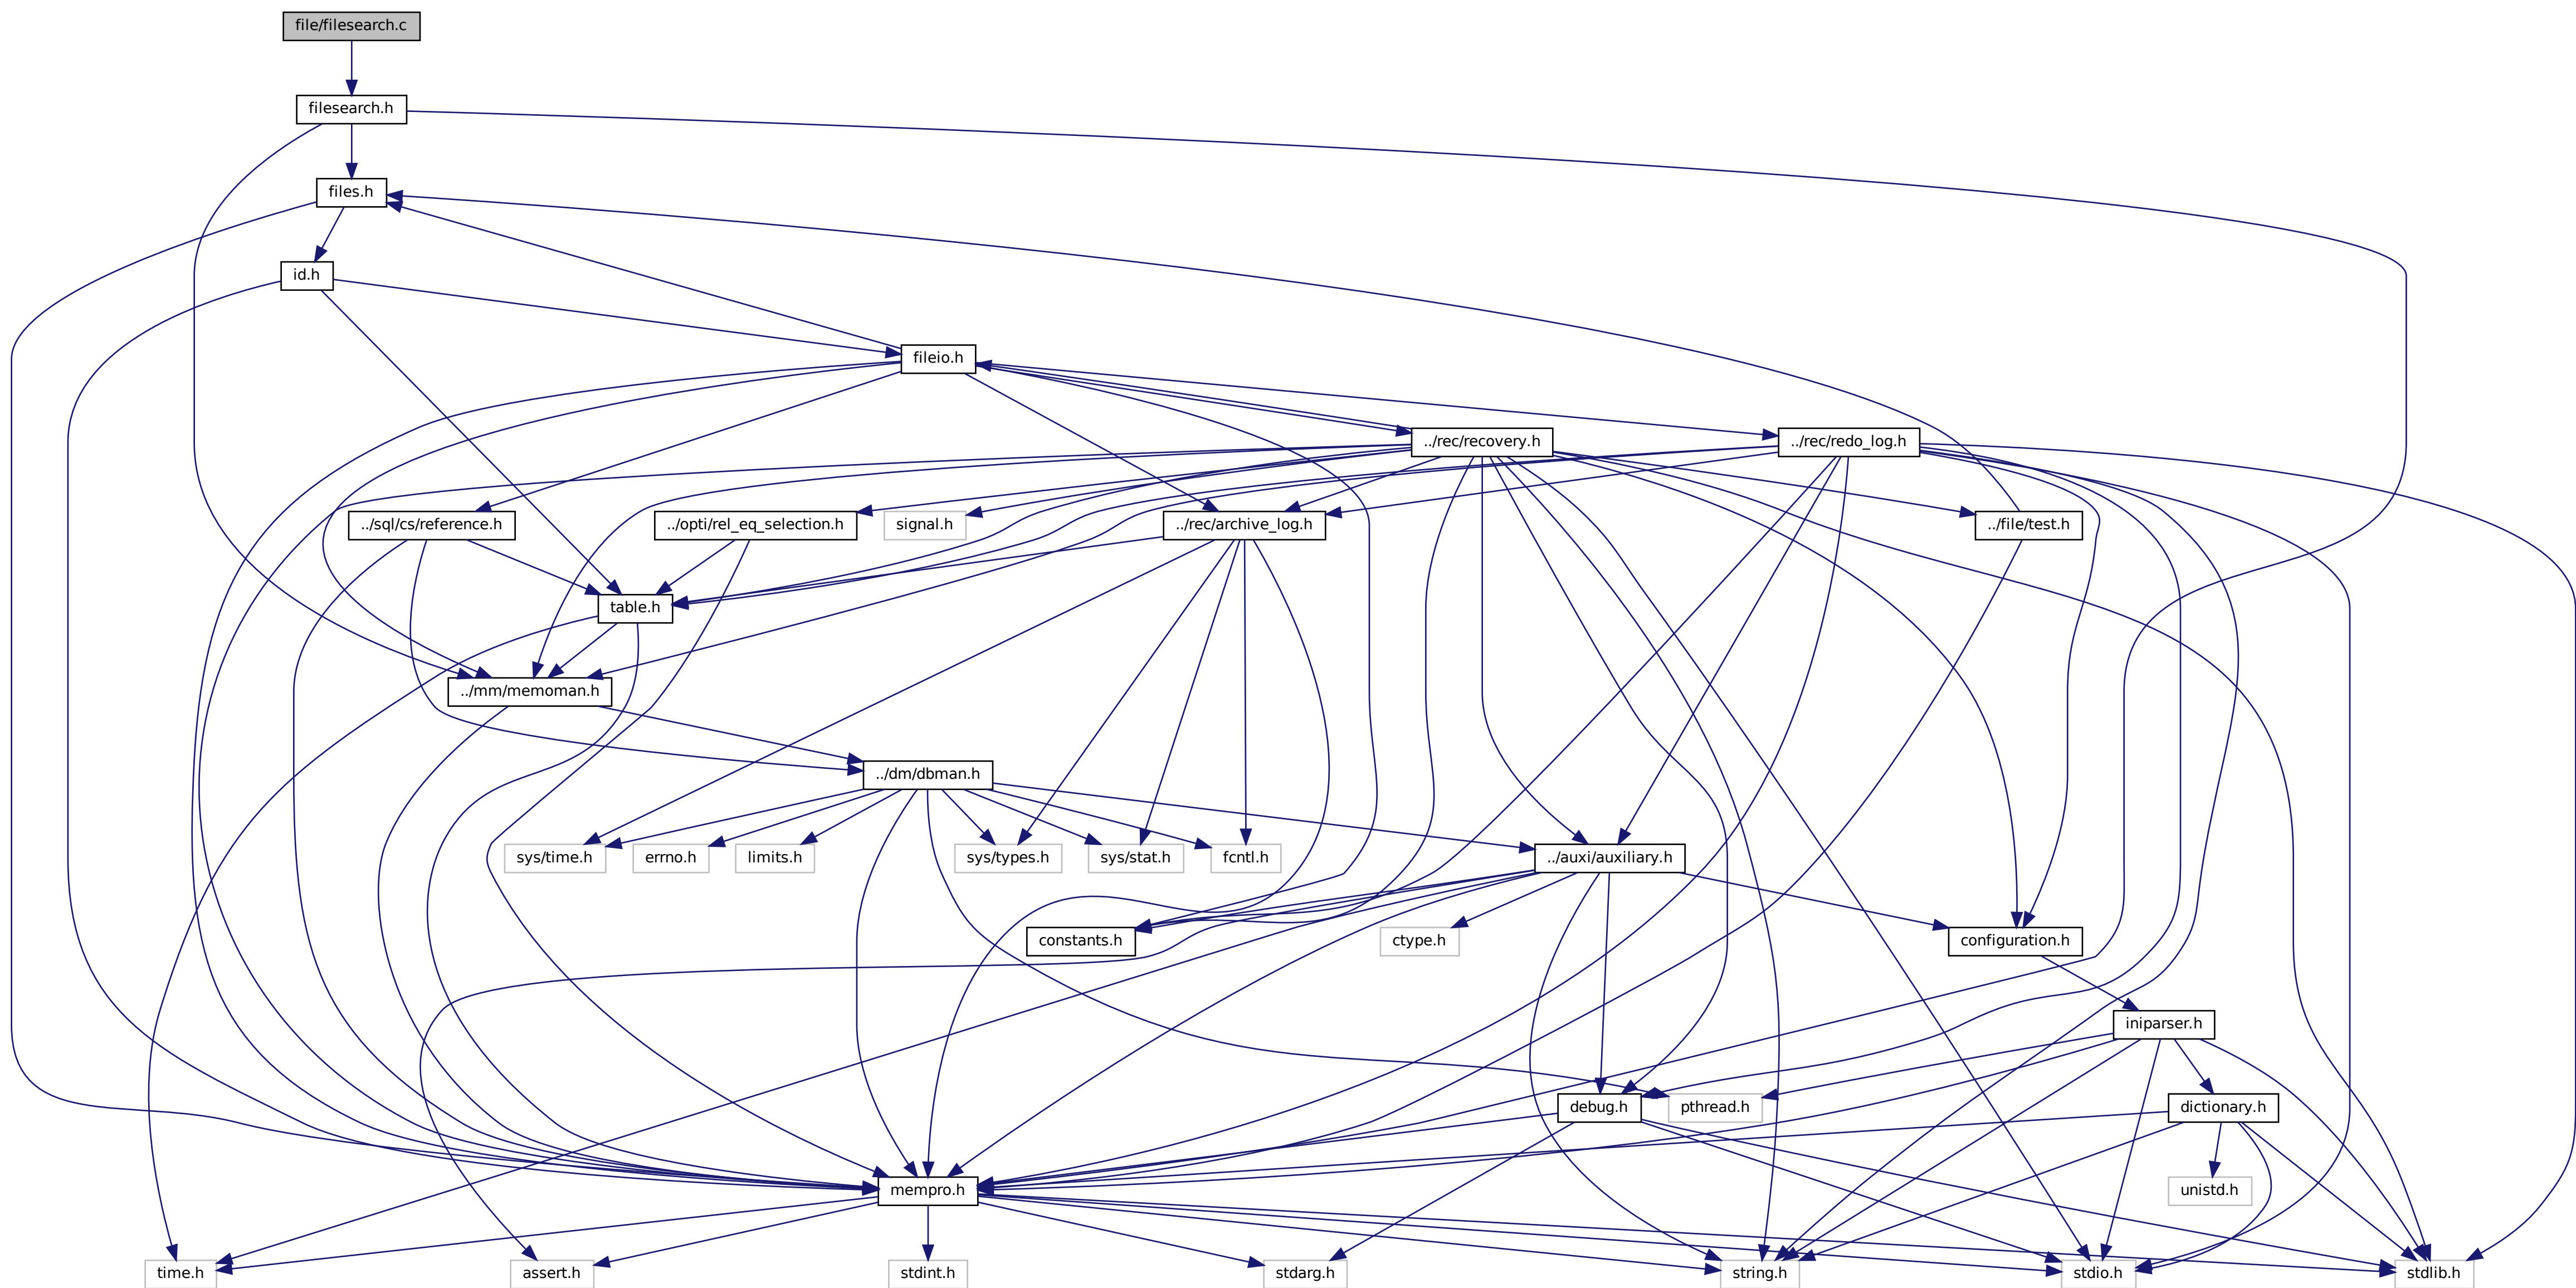 file/filesearch.c
filesearch.h
files.h
id.h
fileio.h
../rec/recovery.h
../rec/redo_log.h
../sql/cs/reference.h
../opti/rel_eq_selection.h
signal.h
../rec/archive_log.h
../file/test.h
table.h
../mm/memoman.h
../dm/dbman.h
sys/time.h
errno.h
limits.h
sys/types.h
sys/stat.h
fcntl.h
../auxi/auxiliary.h
constants.h
ctype.h
configuration.h
iniparser.h
debug.h
pthread.h
dictionary.h
mempro.h
unistd.h
time.h
assert.h
stdint.h
stdarg.h
string.h
stdio.h
stdlib.h